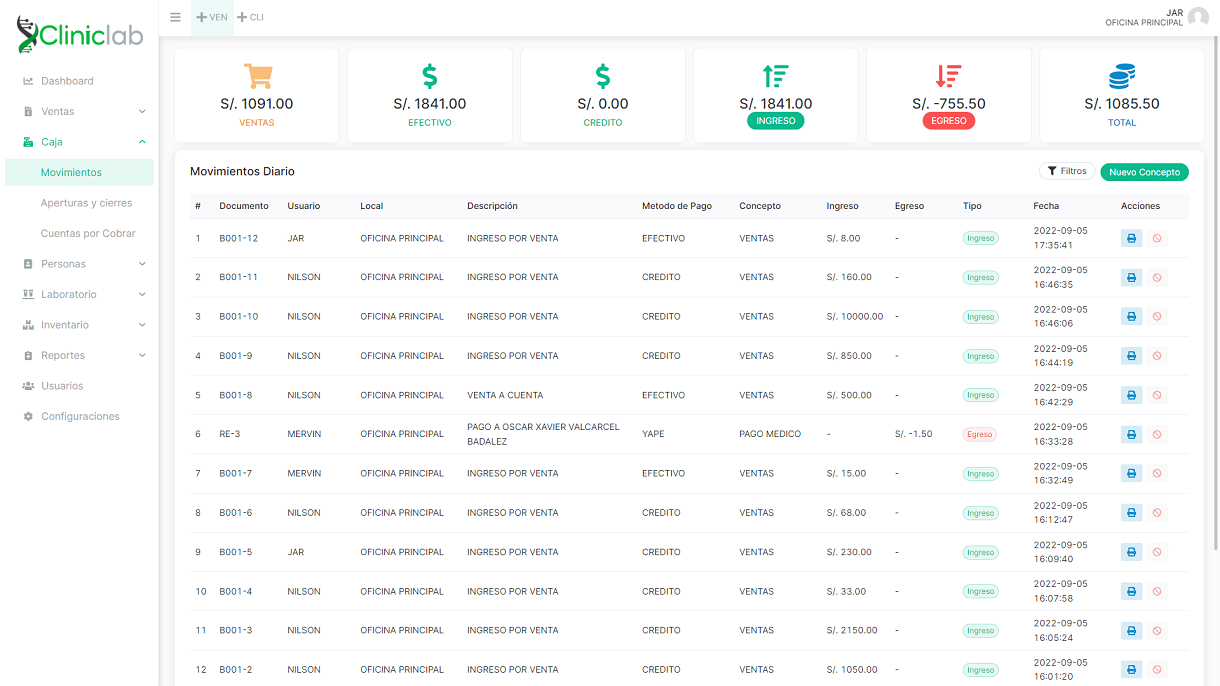 Cliniclab
VEN CLI
JAR
OFICINA PRINCIPAL
Dashboard
Ventas
Caja
Movimientos
Aperturas y cierres
Cuentas por Cobrar
Personas
Laboratorio
Inventario
Reportes
Usuarios
Configuraciones
S/. 1091.00
VENTAS
S/. 1841.00
EFECTIVO
S/. 0.00
CREDITO
S/. 1841.00
INGRESO
S/. -755.50
EGRESO
S/. 1085.50
TOTAL
Movimientos Diario
Filtros
Nuevo Concepto
# Documento Usuario Local Descripción Metodo de Pago Concepto Ingreso Egreso Tipo Fecha Acciones
1 B001-12 JAR OFICINA PRINCIPAL INGRESO POR VENTA EFECTIVO VENTAS S/. 8.00 - Ingreso 2022-09-05
17:35:41
2 B001-11 NILSON OFICINA PRINCIPAL INGRESO POR VENTA CREDITO VENTAS S/. 160.00 - Ingreso 2022-09-05
16:46:35
3 B001-10 NILSON OFICINA PRINCIPAL INGRESO POR VENTA CREDITO VENTAS S/. 10000.00 - Ingreso 2022-09-05
16:46:06
4 B001-9 NILSON OFICINA PRINCIPAL INGRESO POR VENTA CREDITO VENTAS S/. 850.00 - Ingreso 2022-09-05
16:44:19
5 B001-8 NILSON OFICINA PRINCIPAL VENTA A CUENTA EFECTIVO VENTAS S/. 500.00 - Ingreso 2022-09-05
16:42:29
6 RE-3 MERVIN OFICINA PRINCIPAL PAGO A OSCAR XAVIER VALCARCEL YAPE PAGO MEDICO - S/. -1.50 Egreso 2022-09-05
BADALEZ 16:33:28
7 B001-7 MERVIN OFICINA PRINCIPAL INGRESO POR VENTA EFECTIVO VENTAS S/. 15.00 - Ingreso 2022-09-05
16:32:49
8 B001-6 NILSON OFICINA PRINCIPAL INGRESO POR VENTA CREDITO VENTAS S/. 68.00 - Ingreso 2022-09-05
16:12:47
9 B001-5 JAR OFICINA PRINCIPAL INGRESO POR VENTA CREDITO VENTAS S/. 230.00 - Ingreso 2022-09-05
16:09:40
10 B001-4 NILSON OFICINA PRINCIPAL INGRESO POR VENTA CREDITO VENTAS S/. 33.00 - Ingreso 2022-09-05
16:07:58
11 B001-3 NILSON OFICINA PRINCIPAL INGRESO POR VENTA CREDITO VENTAS S/. 2150.00 - Ingreso 2022-09-05
16:05:24
12 B001-2 NILSON OFICINA PRINCIPAL INGRESO POR VENTA CREDITO VENTAS S/. 1050.00 - Ingreso 2022-09-05
16:01:20